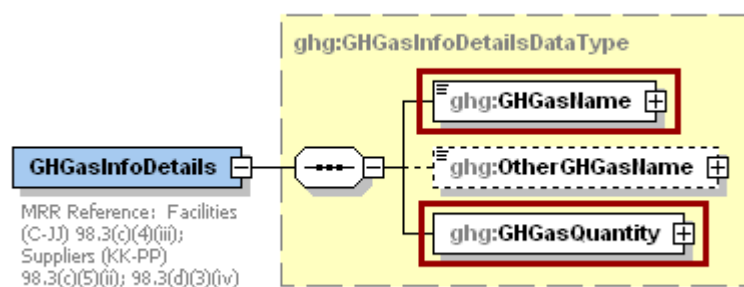 ghg:GHGasInfoDetailsDataType
ghg:GHGasName
GHGasInfoDetails
ghg:OtherGHGasName
MRR Reference: Facilities
(C-JJ) 98.3(c)(4)(iii);
Suppliers (KK-PP)
98.3(c)(5)(ii); 98.3(d)(3)(iv)
ghg:GHGasQuantity